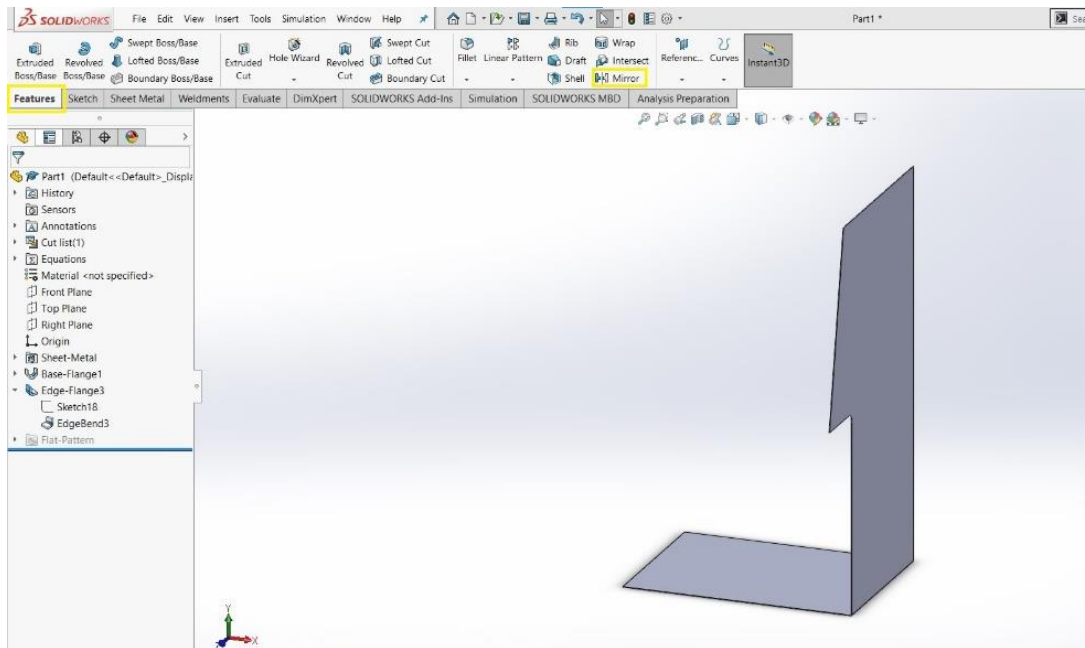 SOLIDWORKS File Edit View Insert Tools Simulation Window Help Part1 * Sea
Extruded Boss/Base
Revolved Boss/Base
Swept Boss/Base
Lofted Boss/Base
Boundary Boss/Base
Extruded Cut
Hole Wizard
Revolved Cut
Swept Cut
Lofted Cut
Boundary Cut
Fillet
Linear Pattern
Rib
Draft
Shell
Wrap
Intersect
Mirror
Referenc...
Curves
Instant3D
Features Sketch Sheet Metal Weldments Evaluate DimXpert SOLIDWORKS Add-Ins Simulation SOLIDWORKS MBD Analysis Preparation
Part1 (Default<<Default>_Displa
History
Sensors
Annotations
Cut list(1)
Equations
Material <not specified>
Front Plane
Top Plane
Right Plane
Origin
Sheet-Metal
Base-Flange1
Edge-Flange3
Sketch18
EdgeBend3
Flat-Pattern
Y
X